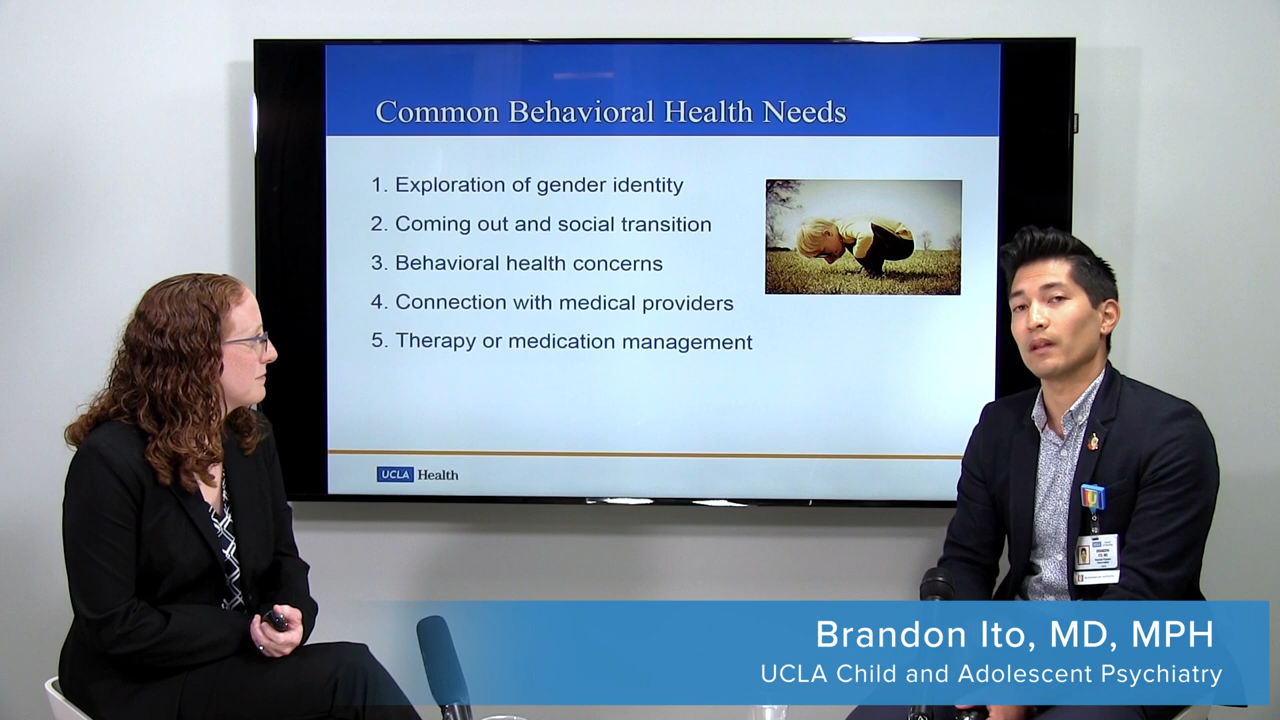 Common Behavioral Health Needs
1. Exploration of gender identity
2. Coming out and social transition
3. Behavioral health concerns
4. Connection with medical providers
5. Therapy or medication management
UCLA Health
Brandon Ito, MD, MPH
UCLA Child and Adolescent Psychiatry